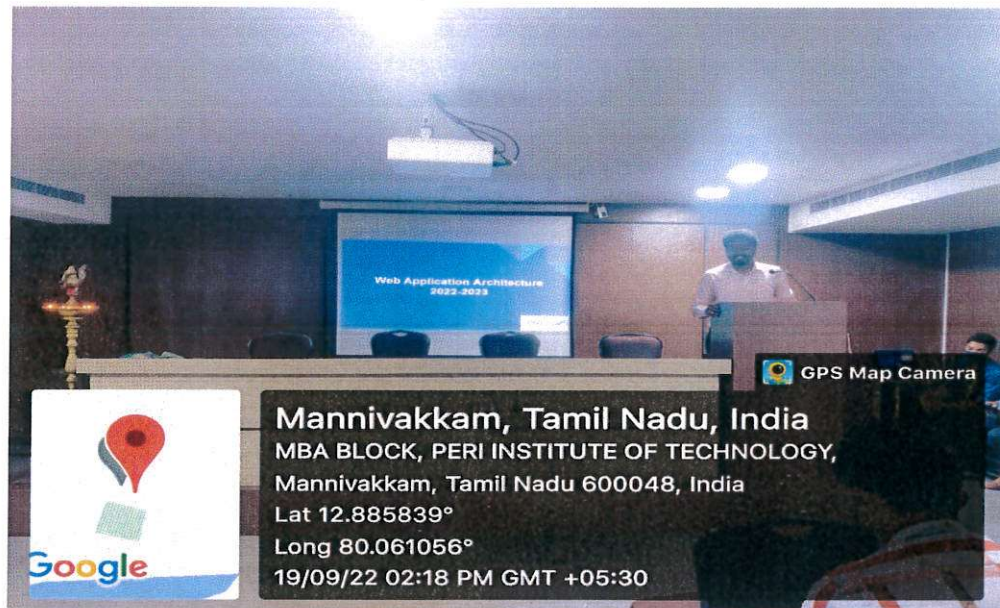 Web Application Architecture
2022-2023
GPS Map Camera
Mannivakkam, Tamil Nadu, India
MBA BLOCK, PERI INSTITUTE OF TECHNOLOGY,
Mannivakkam, Tamil Nadu 600048, India
Lat 12.885839°
Long 80.061056°
19/09/22 02:18 PM GMT +05:30
Google